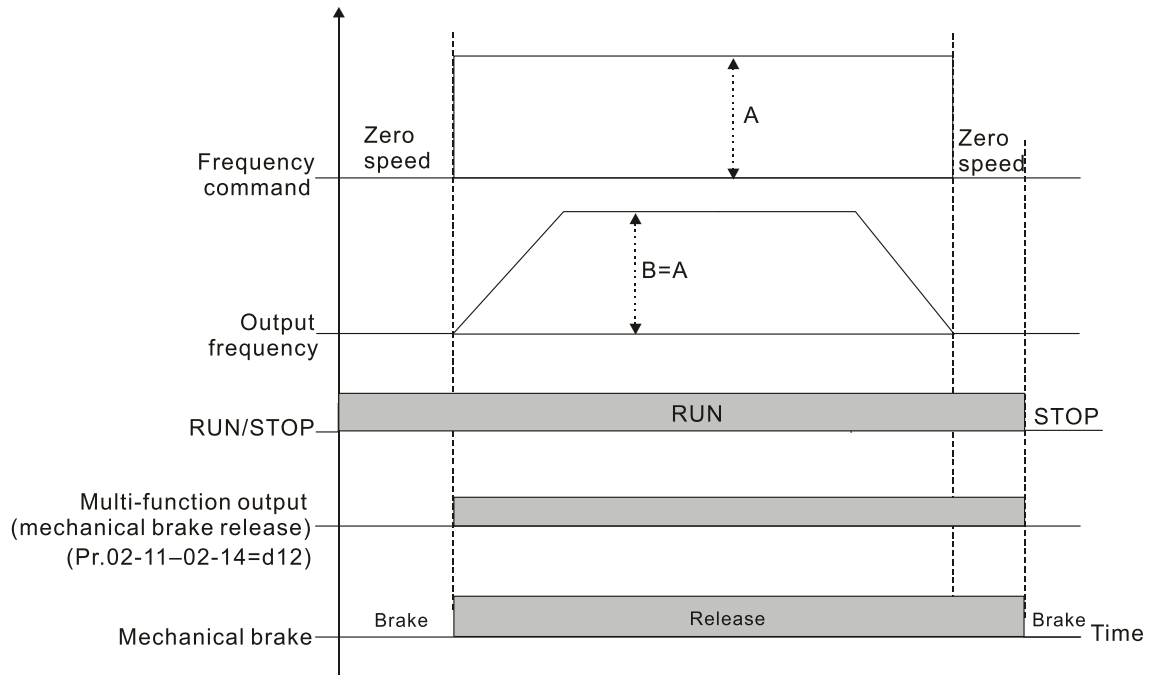 A
Zero
speed
Zero
speed
Frequency
command
B=A
Output
frequency
RUN
STOP
RUN/STOP
Multi-function output
(mechanical brake release)
(Pr.02-11–02-14=d12)
Brake
Release
Brake
Mechanical brake
Time